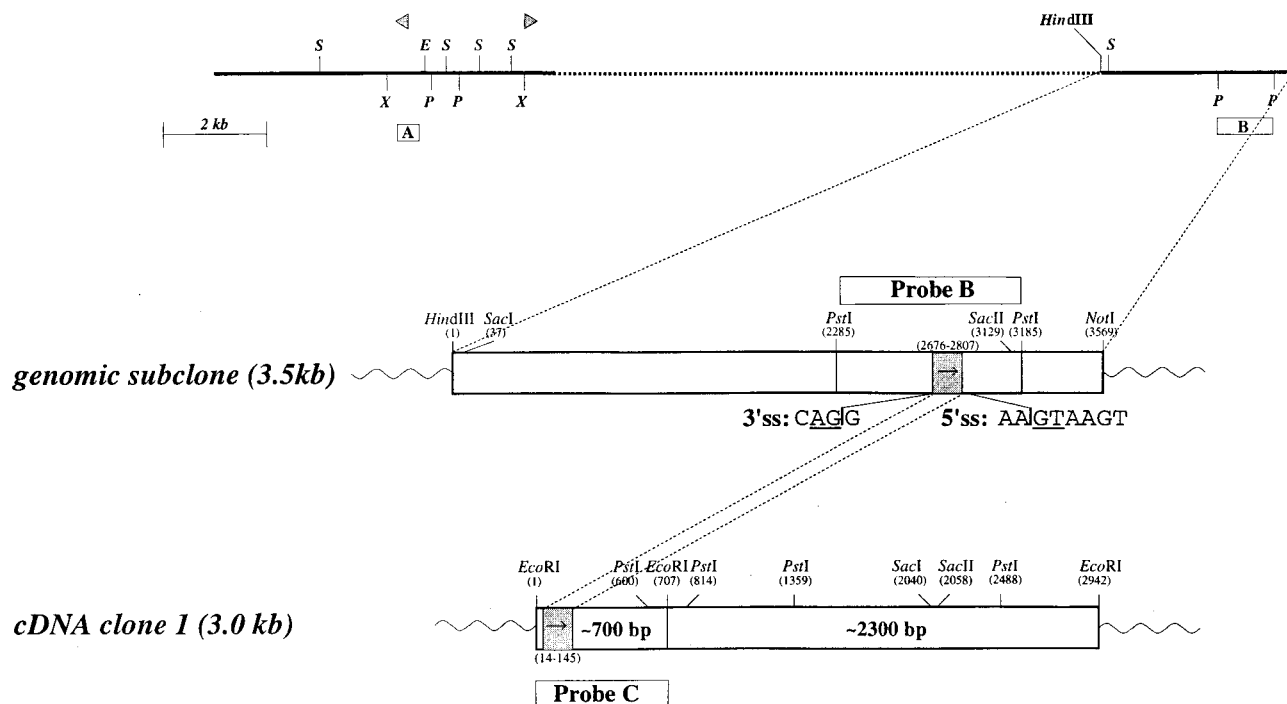 HindIII
S E S S S S
X P P X P P
2 kb
A B
Probe B
HindIII SacI PstI SacII PstI NotI
(1) (37) (2285) (3129) (3185) (3569)
(2676-2807)
genomic subclone (3.5kb)
3'ss: CAGG 5'ss: AAGTAAGT
EcoRI PstI EcoRI PstI PstI SacI SacII PstI EcoRI
(1) (600) (707) (814) (1359) (2040) (2058) (2488) (2942)
cDNA clone 1 (3.0 kb)
~700 bp ~2300 bp
(14-145)
Probe C